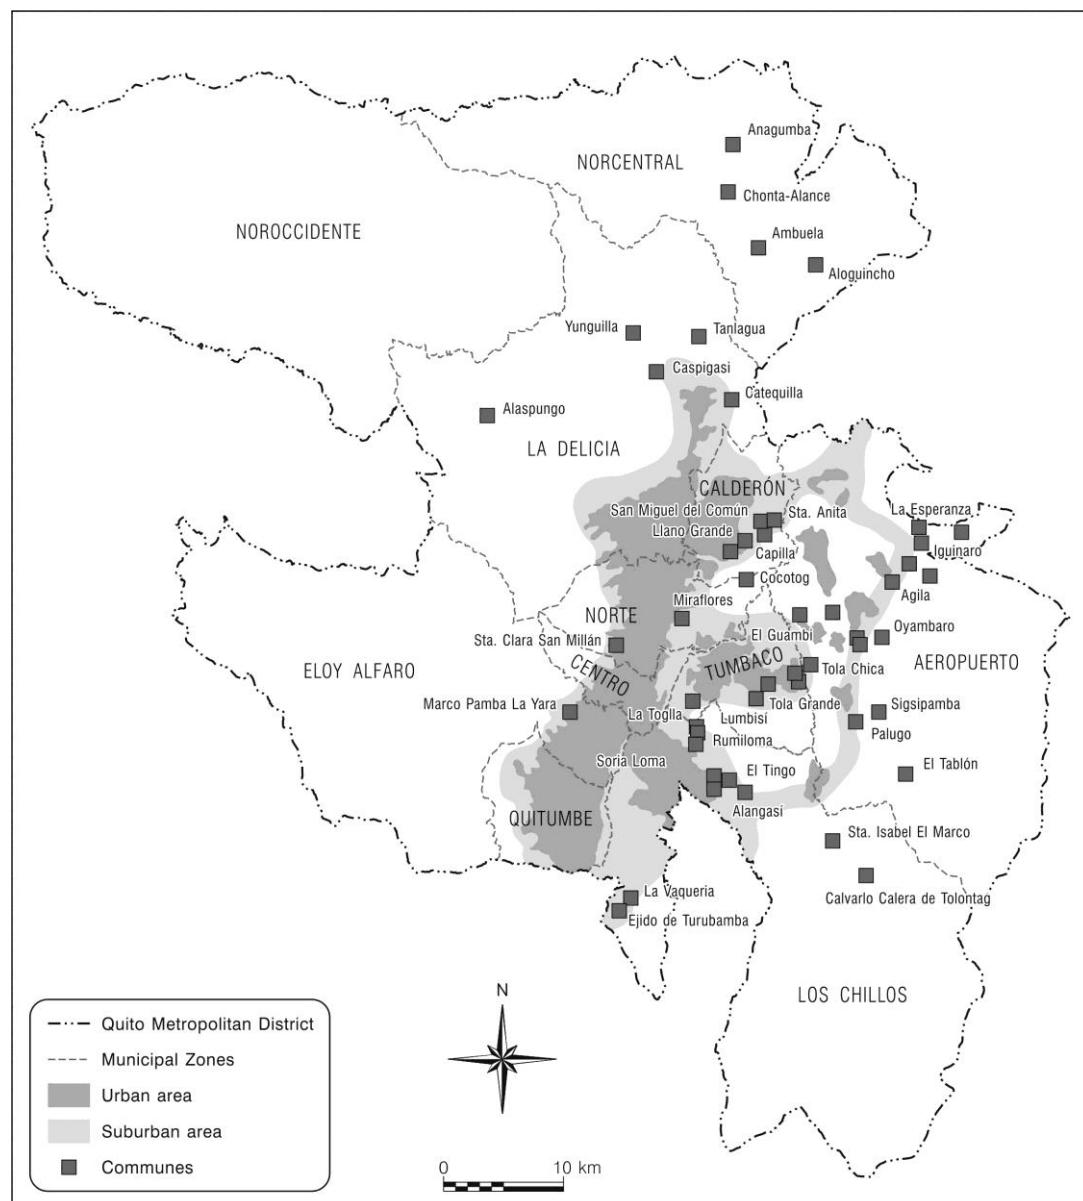 Anagumba
NORCENTRAL
Chonta-Alance
NOROCCIDENTE
Ambuela
Aloguincho
Yunguilla
Tanlagua
Caspigasi
Catequilla
Alaspungo
LA DELICIA
CALDERÓN
San Miguel del Común
Sta. Anita
La Esperanza
Llano Grande
Capilla
Iguinaro
Cocotog
Agila
Miraflores
NORTE
El Guambi
Oyambaro
Sta. Clara San Millán
ELOY ALFARO
CENTRO
TUMBACO
Tola Chica
AEROPUERTO
Marco Pamba La Yara
Tola Grande
Sigsipamba
La Toglla
Lumbisí
Palugo
Rumiloma
Soria Loma
El Tingo
El Tablón
Alangasi
QUITUMBE
Sta. Isabel El Marco
La Vaqueria
Calvarlo Calera de Tolontag
Ejido de Turubamba
LOS CHILLOS
N
Quito Metropolitan District
Municipal Zones
Urban area
Suburban area
Communes
0 10 km